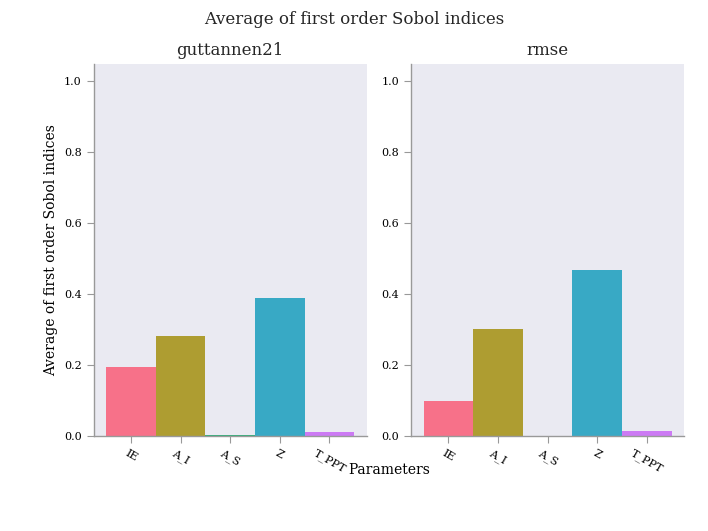 Average of first order Sobol indices
guttannen21
rmse
Average of first order Sobol indices
1.0
0.8
0.6
0.4
0.2
0.0
IE
A_I
A_S
Z
T_PPT
1.0
0.8
0.6
0.4
0.2
0.0
IE
A_I
A_S
Z
T_PPT
Parameters